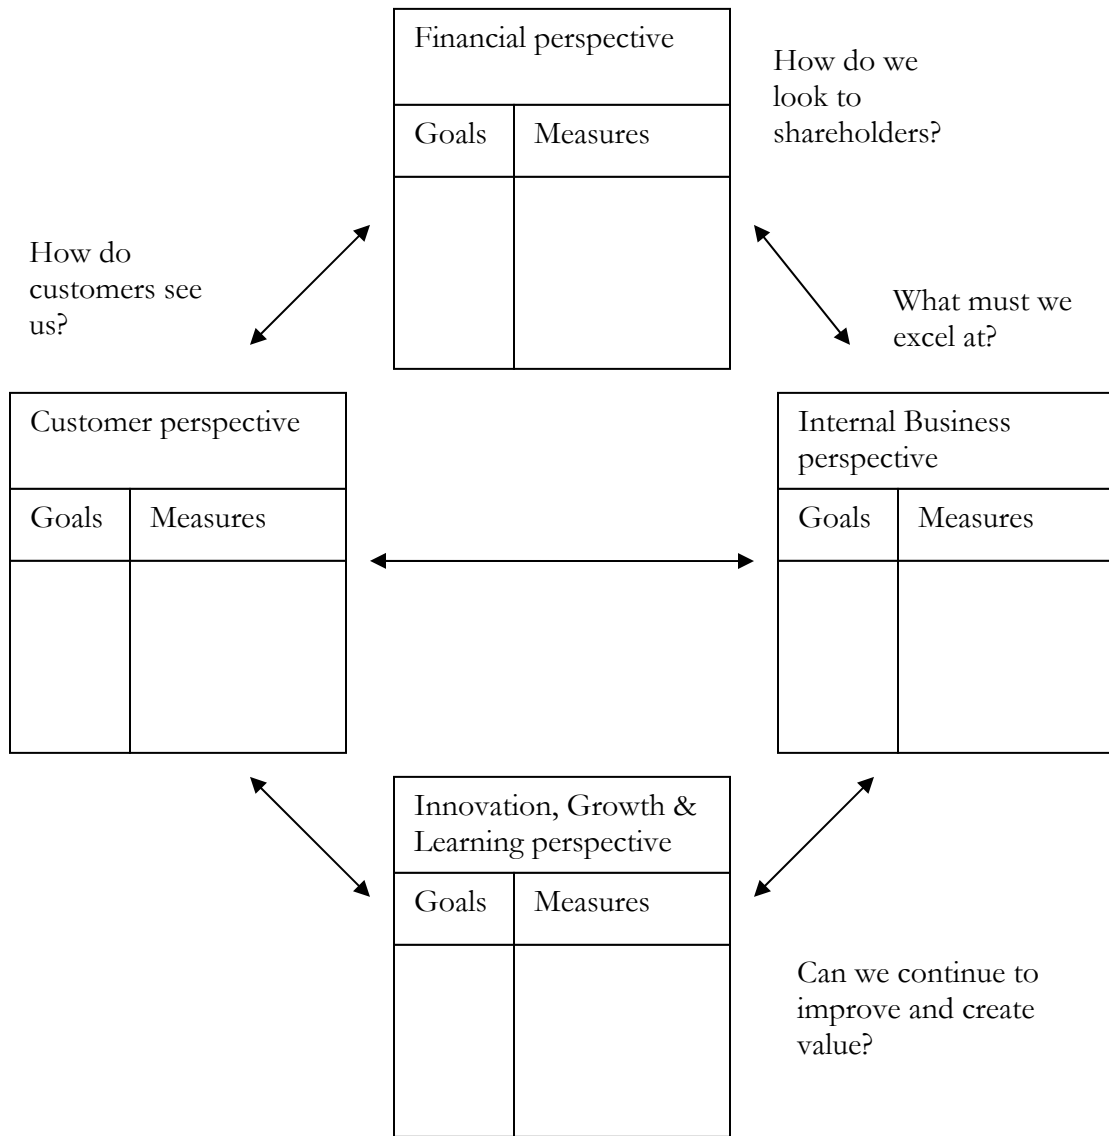 Financial perspective
How do we
look to
shareholders?
Goals Measures
How do
customers see
us?
What must we
excel at?
Customer perspective
Goals Measures
Internal Business
perspective
Goals Measures
Innovation, Growth &
Learning perspective
Goals Measures
Can we continue to
improve and create
value?